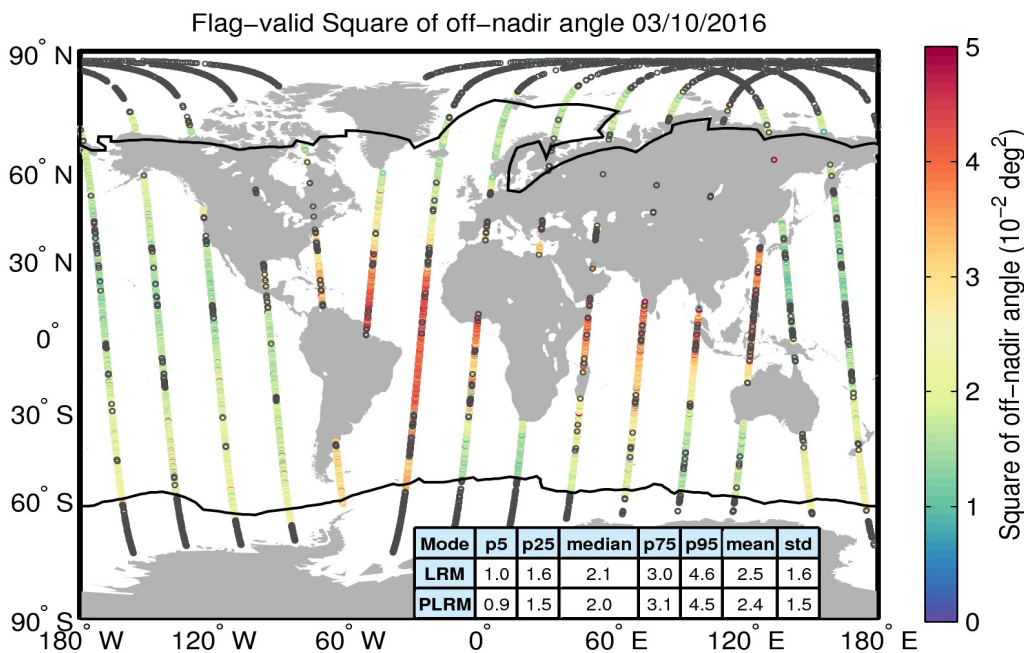 Flag−valid Square of off−nadir angle 03/10/2016
90° N
60° N
30° N
0°
30° S
60° S
90° S
180° W
120° W
60° W
0°
60° E
120° E
180° E
Mode p5 p25 median p75 p95 mean std
LRM 1.0 1.6 2.1 3.0 4.6 2.5 1.6
PLRM 0.9 1.5 2.0 3.1 4.5 2.4 1.5
5
4
3
2
1
0
Square of off−nadir angle (10⁻² deg²)